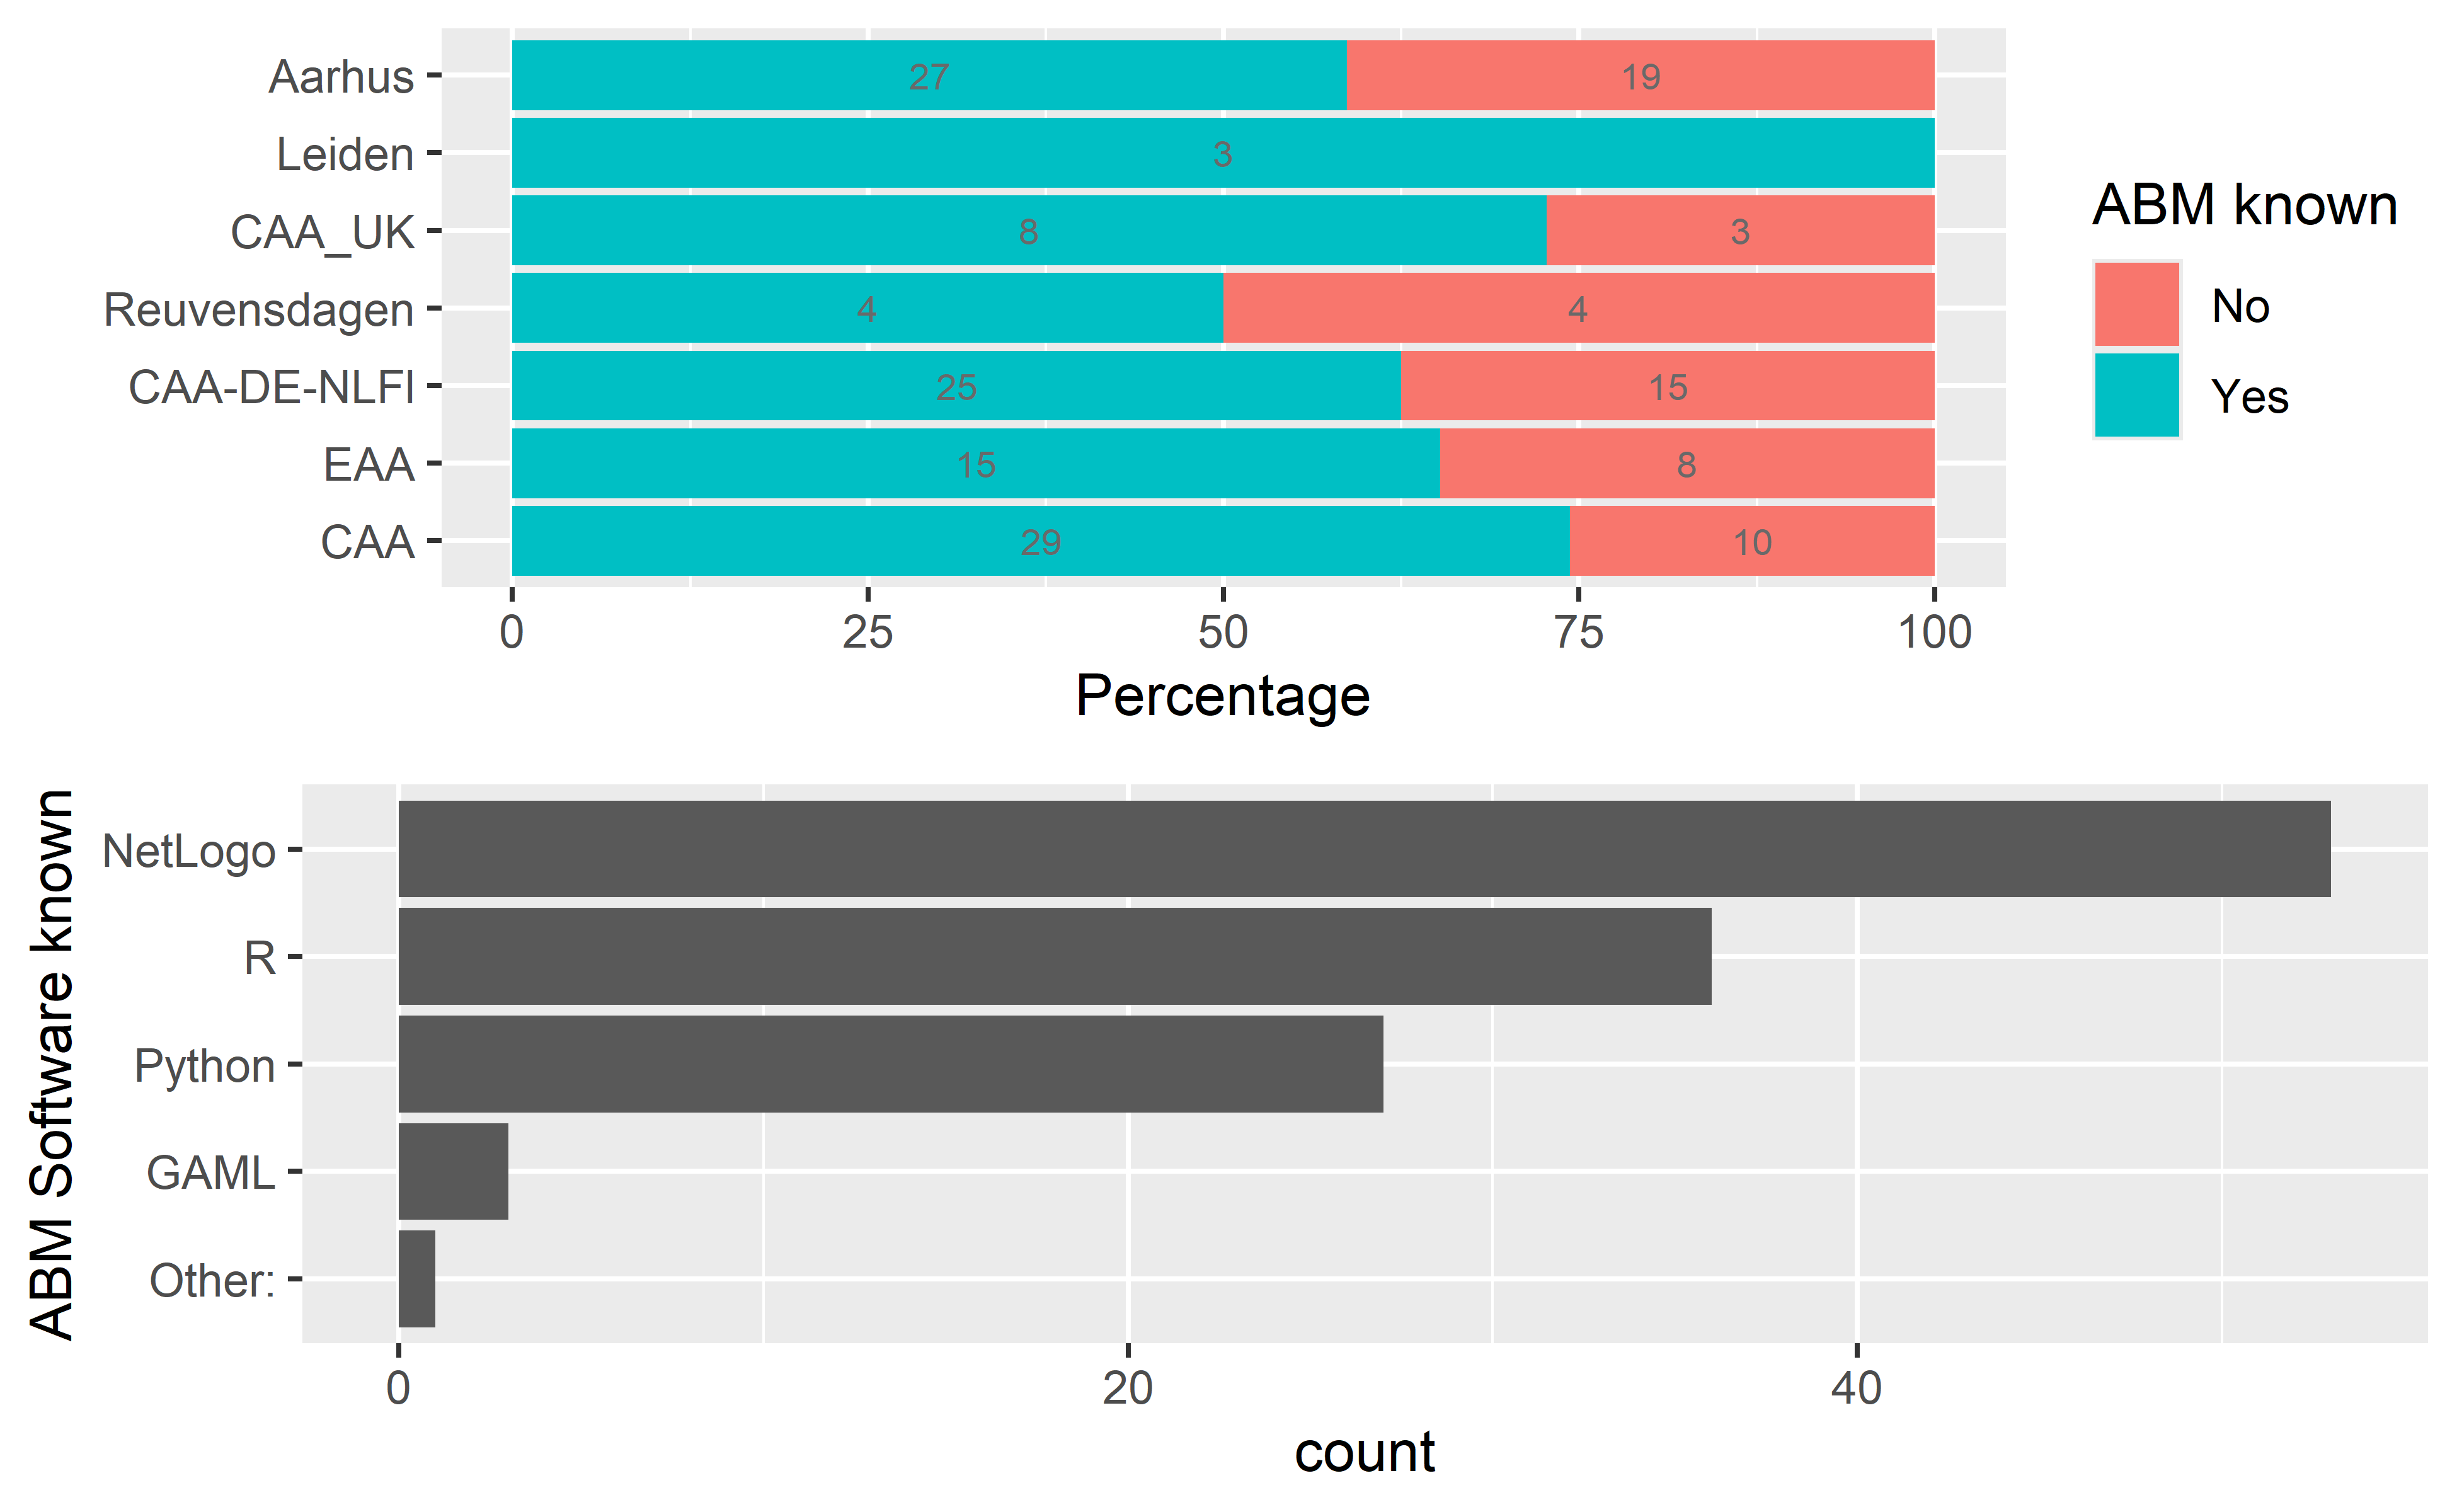 Aarhus 27 19
Leiden 3
CAA_UK 8 3
Reuvensdagen 4 4
CAA-DE-NLFI 25 15
EAA 15 8
CAA 29 10
0 25 50 75 100
Percentage
ABM known
No
Yes
ABM Software known
NetLogo
R
Python
GAML
Other:
0 20 40
count